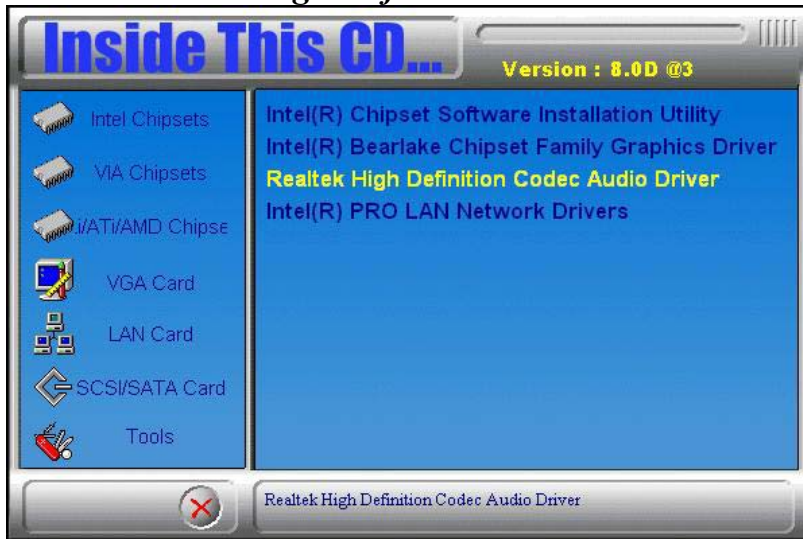 Inside This CD...
Version : 8.0D @3
Intel Chipsets
VIA Chipsets
i/ATi/AMD Chipse
VGA Card
LAN Card
SCSI/SATA Card
Tools
Intel(R) Chipset Software Installation Utility
Intel(R) Bearlake Chipset Family Graphics Driver
Realtek High Definition Codec Audio Driver
Intel(R) PRO LAN Network Drivers
Realtek High Definition Codec Audio Driver